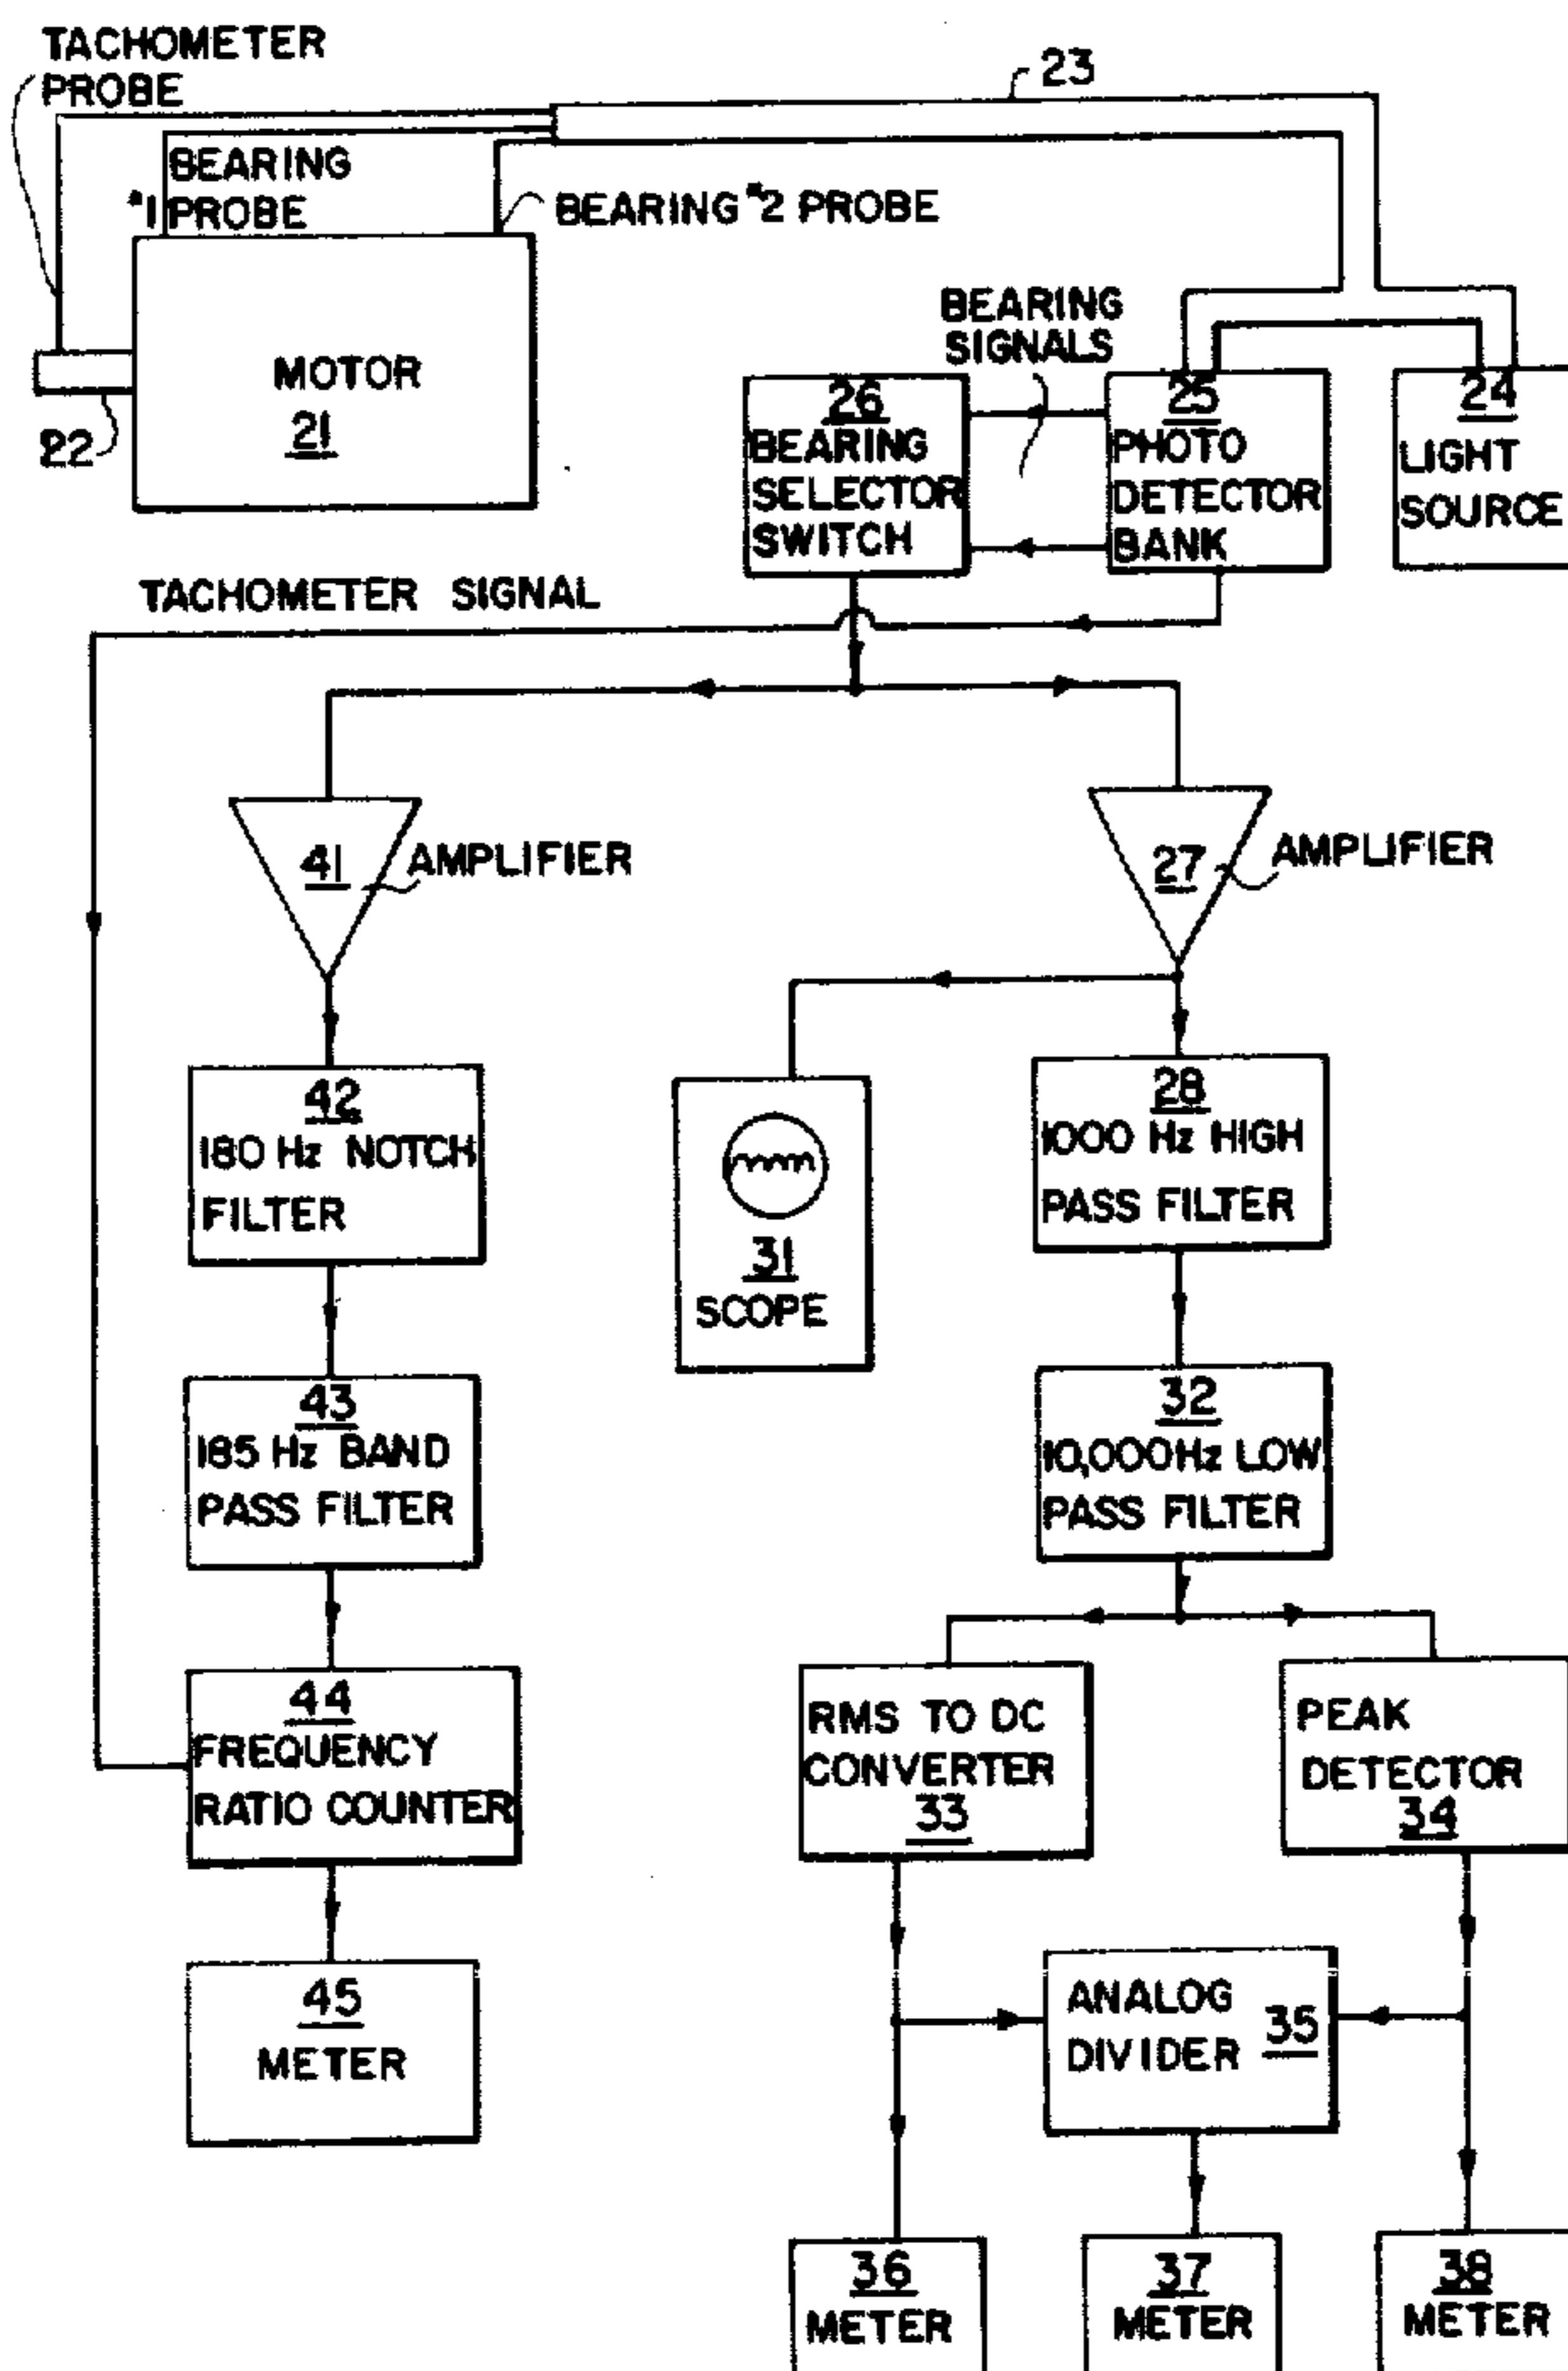 TACHOMETER
PROBE
23
BEARING
#1 PROBE
BEARING #2 PROBE
MOTOR
21
22
BEARING
SIGNALS
26
BEARING
SELECTOR
SWITCH
25
PHOTO
DETECTOR
BANK
24
LIGHT
SOURCE
TACHOMETER SIGNAL
41
AMPLIFIER
27
AMPLIFIER
42
180 Hz NOTCH
FILTER
31
SCOPE
28
1000 Hz HIGH
PASS FILTER
43
185 Hz BAND
PASS FILTER
32
10,000Hz LOW
PASS FILTER
44
FREQUENCY
RATIO COUNTER
RMS TO DC
CONVERTER
33
PEAK
DETECTOR
34
45
METER
ANALOG
DIVIDER 35
36
METER
37
METER
38
METER